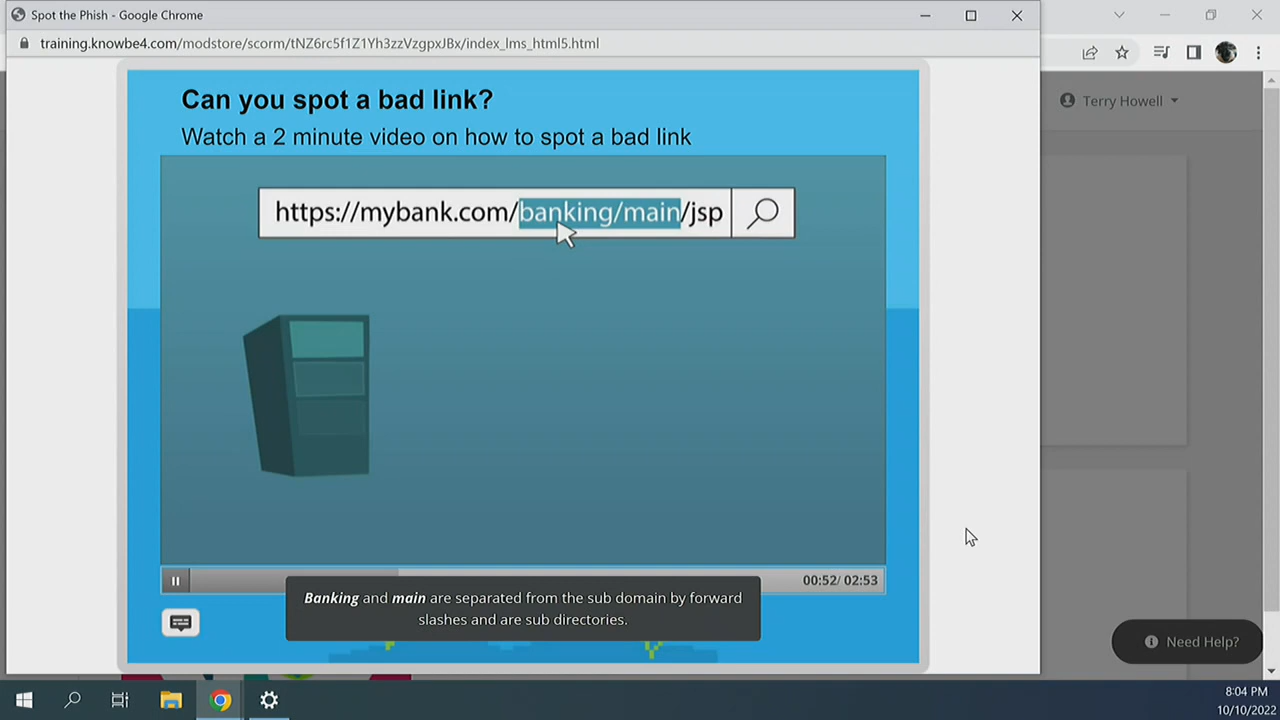 Spot the Phish - Google Chrome
training.knowbe4.com/modstore/scorm/tNZ6rc5f1Z1Yh3zzVzgpxJBx/index_lms_html5.html
Terry Howell
Can you spot a bad link?
Watch a 2 minute video on how to spot a bad link
https://mybank.com/banking/main/jsp
00:52/ 02:53
Banking and main are separated from the sub domain by forward
slashes and are sub directories.
Need Help?
8:04 PM
10/10/2022